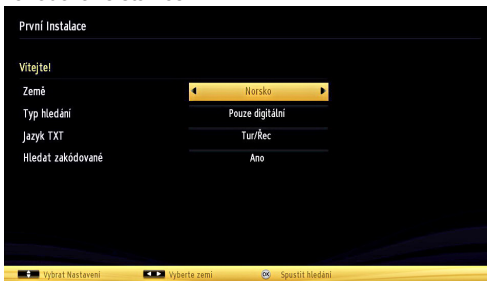 První Instalace
Vítejte!
Země Norsko
Typ hledání Pouze digitální
Jazyk TXT Tur/Řec
Hledat zakódované Ano
Vybrat Nastavení Vyberte zemi OK Spustit hledání